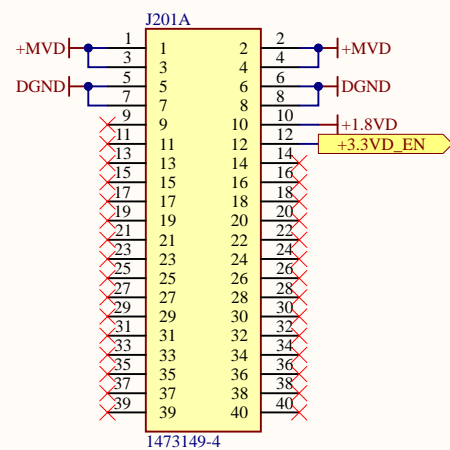 J201A
+MVD 1 1 2 2 +MVD
3 3 4 4
DGND 5 5 6 6 DGND
7 7 8 8
9 9 10 10 +1.8VD
11 11 12 12 +3.3VD_EN
13 13 14 14
15 15 16 16
17 17 18 18
19 19 20 20
21 21 22 22
23 23 24 24
25 25 26 26
27 27 28 28
29 29 30 30
31 31 32 32
33 33 34 34
35 35 36 36
37 37 38 38
39 39 40 40
1473149-4